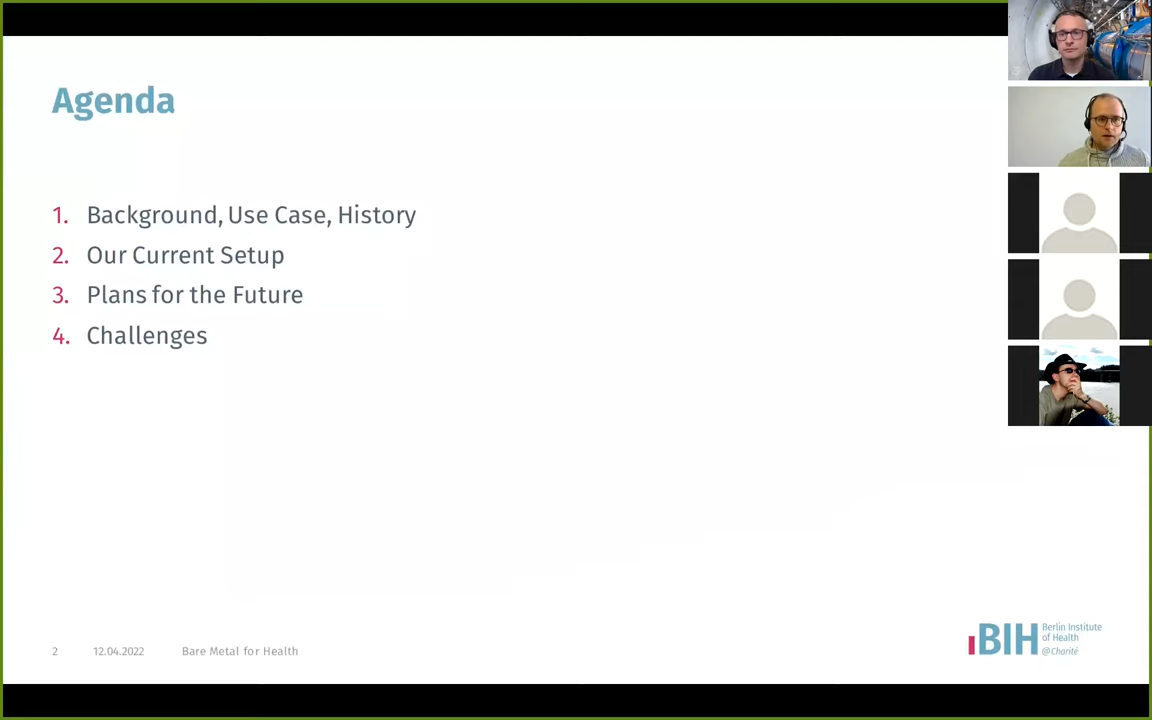 Agenda
1. Background, Use Case, History
2. Our Current Setup
3. Plans for the Future
4. Challenges
2 12.04.2022 Bare Metal for Health
BIH Berlin Institute
of Health
@Charité